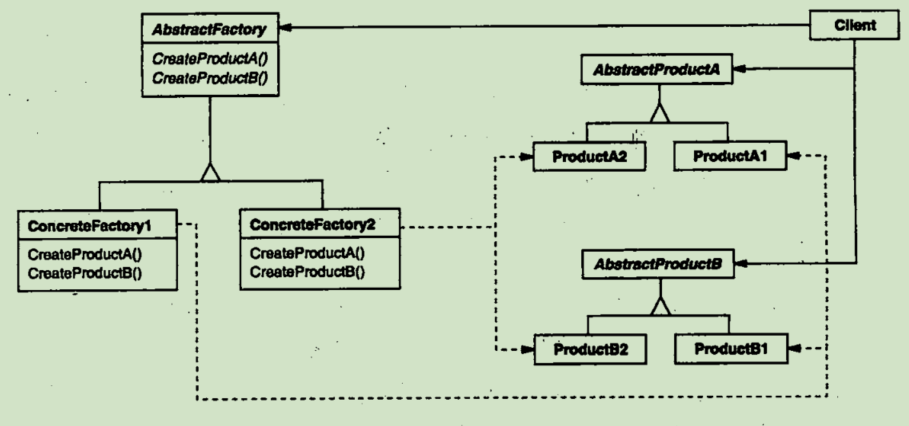 AbstractFactory
CreateProductA()
CreateProductB()
Client
AbstractProductA
ProductA2
ProductA1
ConcreteFactory1
CreateProductA()
CreateProductB()
ConcreteFactory2
CreateProductA()
CreateProductB()
AbstractProductB
ProductB2
ProductB1